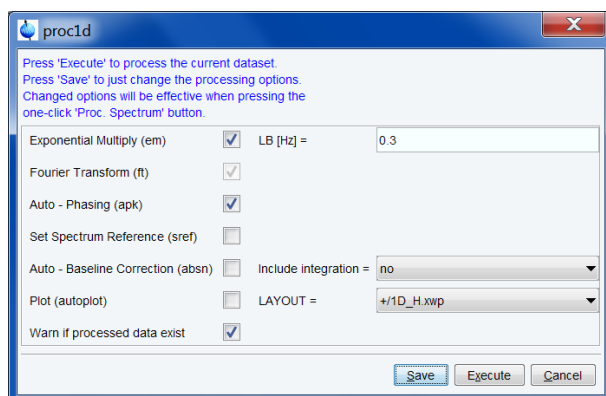 proc1d
Press 'Execute' to process the current dataset.
Press 'Save' to just change the processing options.
Changed options will be effective when pressing the
one-click 'Proc. Spectrum' button.
Exponential Multiply (em) LB [Hz] = 0.3
Fourier Transform (ft)
Auto - Phasing (apk)
Set Spectrum Reference (sref)
Auto - Baseline Correction (absn) Include integration = no
Plot (autoplot) LAYOUT = +/1D_H.xwp
Warn if processed data exist
Save Execute Cancel